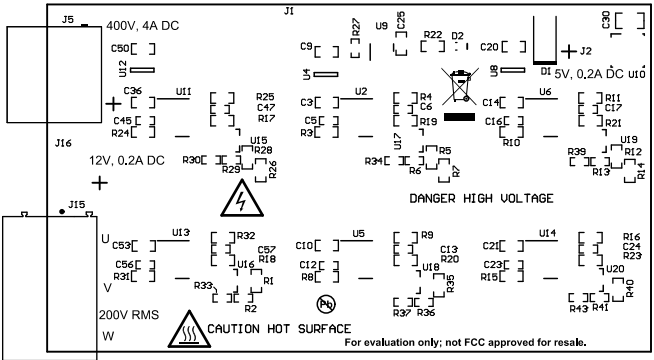 J5
400V, 4A DC
J1
C50
U12
C9
U4
R27
U9
C25
R22
D2
C20
U8
D1
J2
C30
5V, 0.2A DC
U10
C36
U11
R25
C47
R17
C45
R24
C3
U2
R4
C6
R19
C5
R3
C14
U6
R11
C17
R21
C16
R10
J16
12V, 0.2A DC
U15
R28
R30
R29
R26
U17
R34
R6
R5
R7
U19
R12
R39
R13
R14
DANGER HIGH VOLTAGE
J15
U
C53
U13
R32
C57
R18
C56
R31
U16
R1
R33
R2
C10
U5
R9
C13
R20
C12
R8
U18
R35
R37
R36
C21
U14
R16
C24
R23
C23
R15
U20
R40
R43
R41
V
200V RMS
W
Pb
CAUTION HOT SURFACE
For evaluation only; not FCC approved for resale.